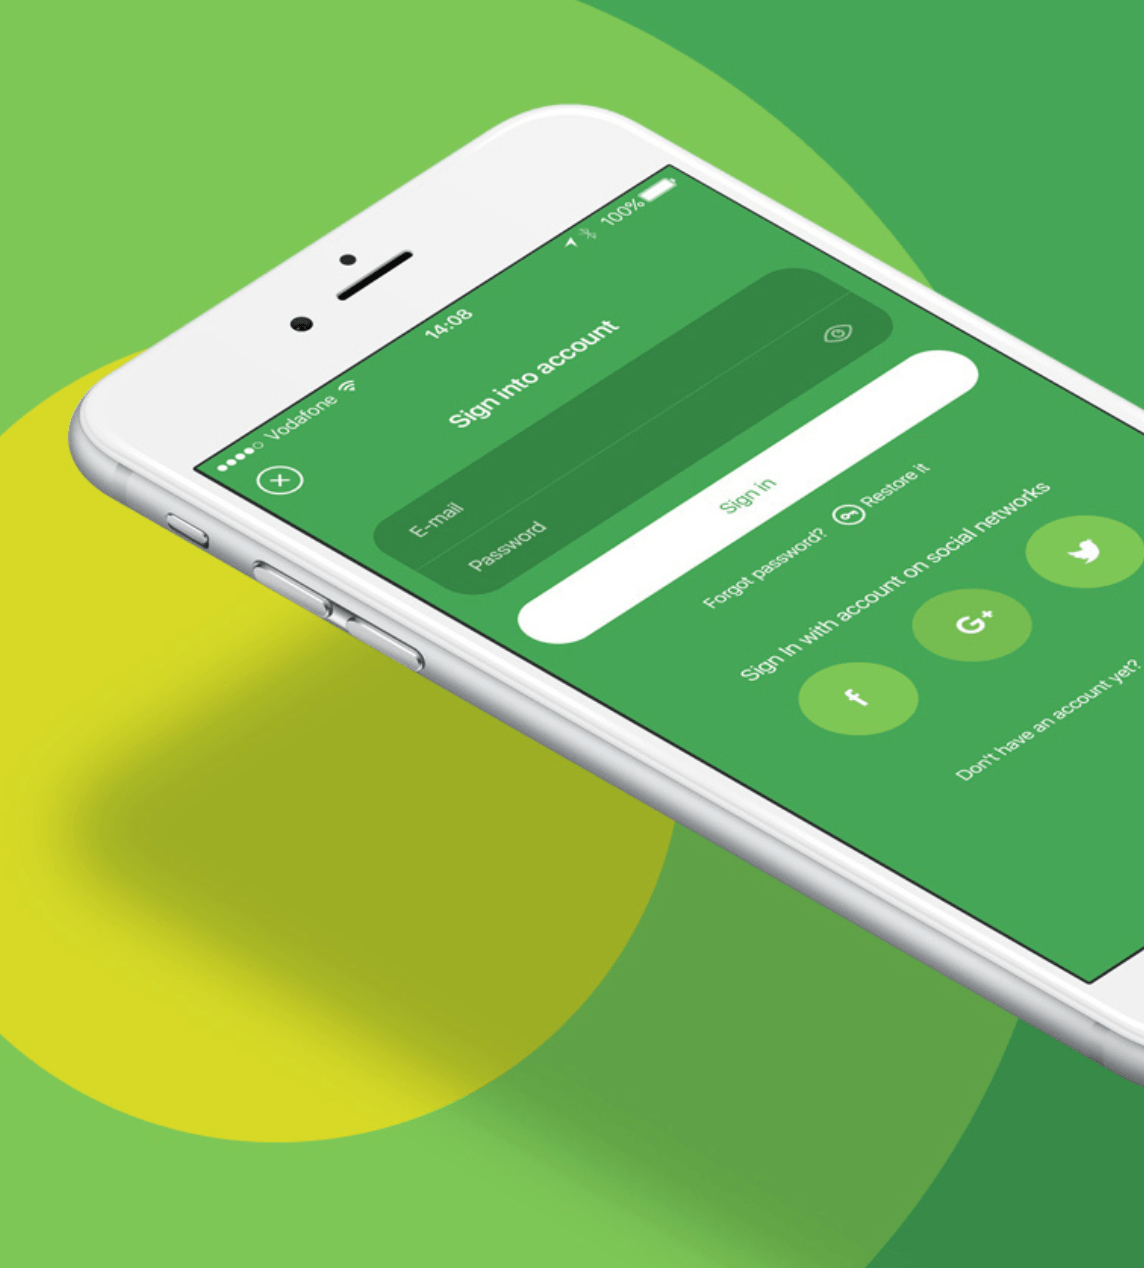 Vodafone 14:08 100%
Sign into account
E-mail
Password
Sign in
Forgot password? Restore it
Sign In with account on social networks
f G+
Don't have an account yet?